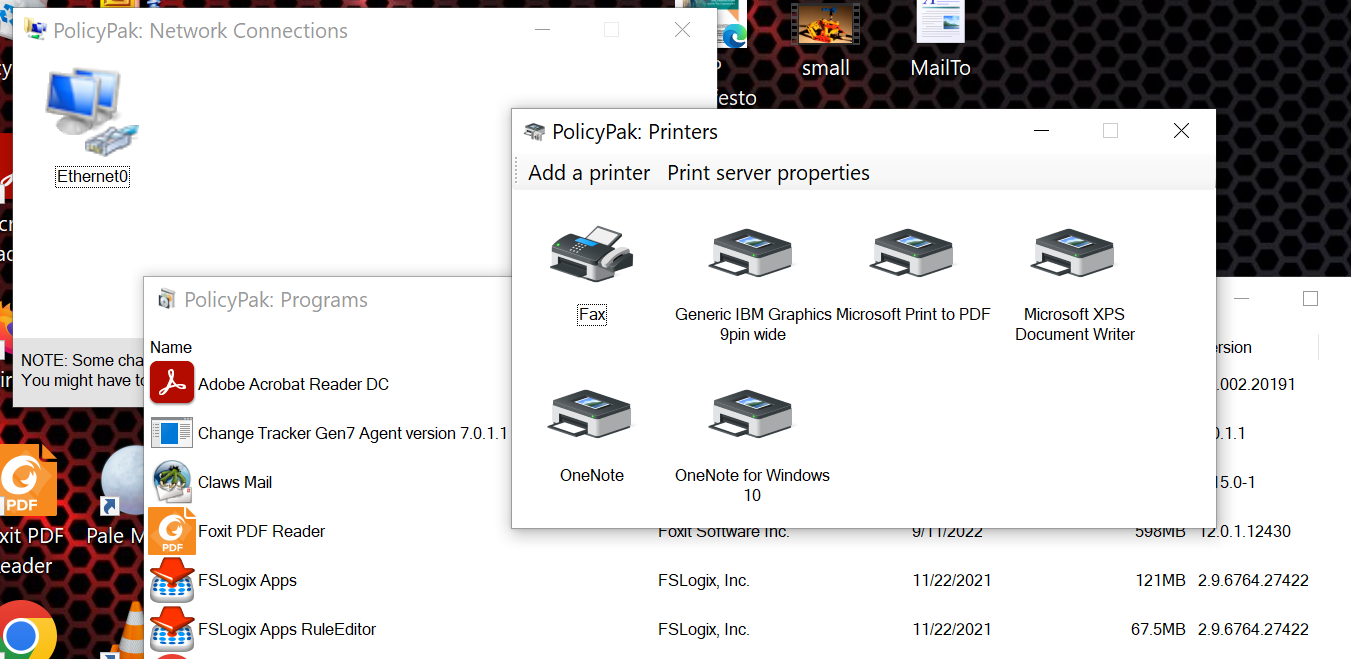 PolicyPak: Network Connections
Ethernet0
NOTE: Some cha
You might have to
small
MailTo
P
esto
PolicyPak: Printers
Add a printer Print server properties
Fax
Generic IBM Graphics
9pin wide
Microsoft Print to PDF
Microsoft XPS
Document Writer
OneNote
OneNote for Windows
10
PolicyPak: Programs
Name ersion
Adobe Acrobat Reader DC .002.20191
Change Tracker Gen7 Agent version 7.0.1.1 0.1.1
Claws Mail 15.0-1
Foxit PDF Reader Foxit Software Inc. 9/11/2022 598MB 12.0.1.12430
FSLogix Apps FSLogix, Inc. 11/22/2021 121MB 2.9.6764.27422
FSLogix Apps RuleEditor FSLogix, Inc. 11/22/2021 67.5MB 2.9.6764.27422
PDF
PDF
xit PDF
eader
Pale M